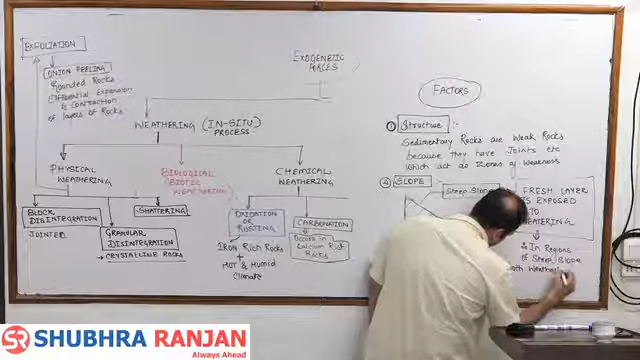 EXFOLIATION
ONION PEELING
Rounded Rocks
Differential Expansion
& Contraction
of layers of Rocks
EXOGENETIC
FORCES
WEATHERING (IN-SITU PROCESS)
PHYSICAL
WEATHERING
BIOLOGICAL
(BIOTIC
WEATHERING)
CHEMICAL
WEATHERING
BLOCK
DISINTEGRATION
JOINTED
SHATTERING
GRANULAR
DISINTEGRATION
→ CRYSTALLINE ROCKS
OXIDATION
OR
RUSTING
IRON Rich Rocks
+
HOT & Humid
Climate
CARBONATION
Occurs in
Calcium Rich
Rocks
FACTORS
① Structure :-
Sedimentary Rocks are Weak Rocks
because they have Joints etc
Which act as Zones of Weakness
② SLOPE
Steep Slope
FRESH LAYER
IS EXPOSED
TO
In Regions
of Steep Slope
SR SHUBHRA RANJAN
Always Ahead